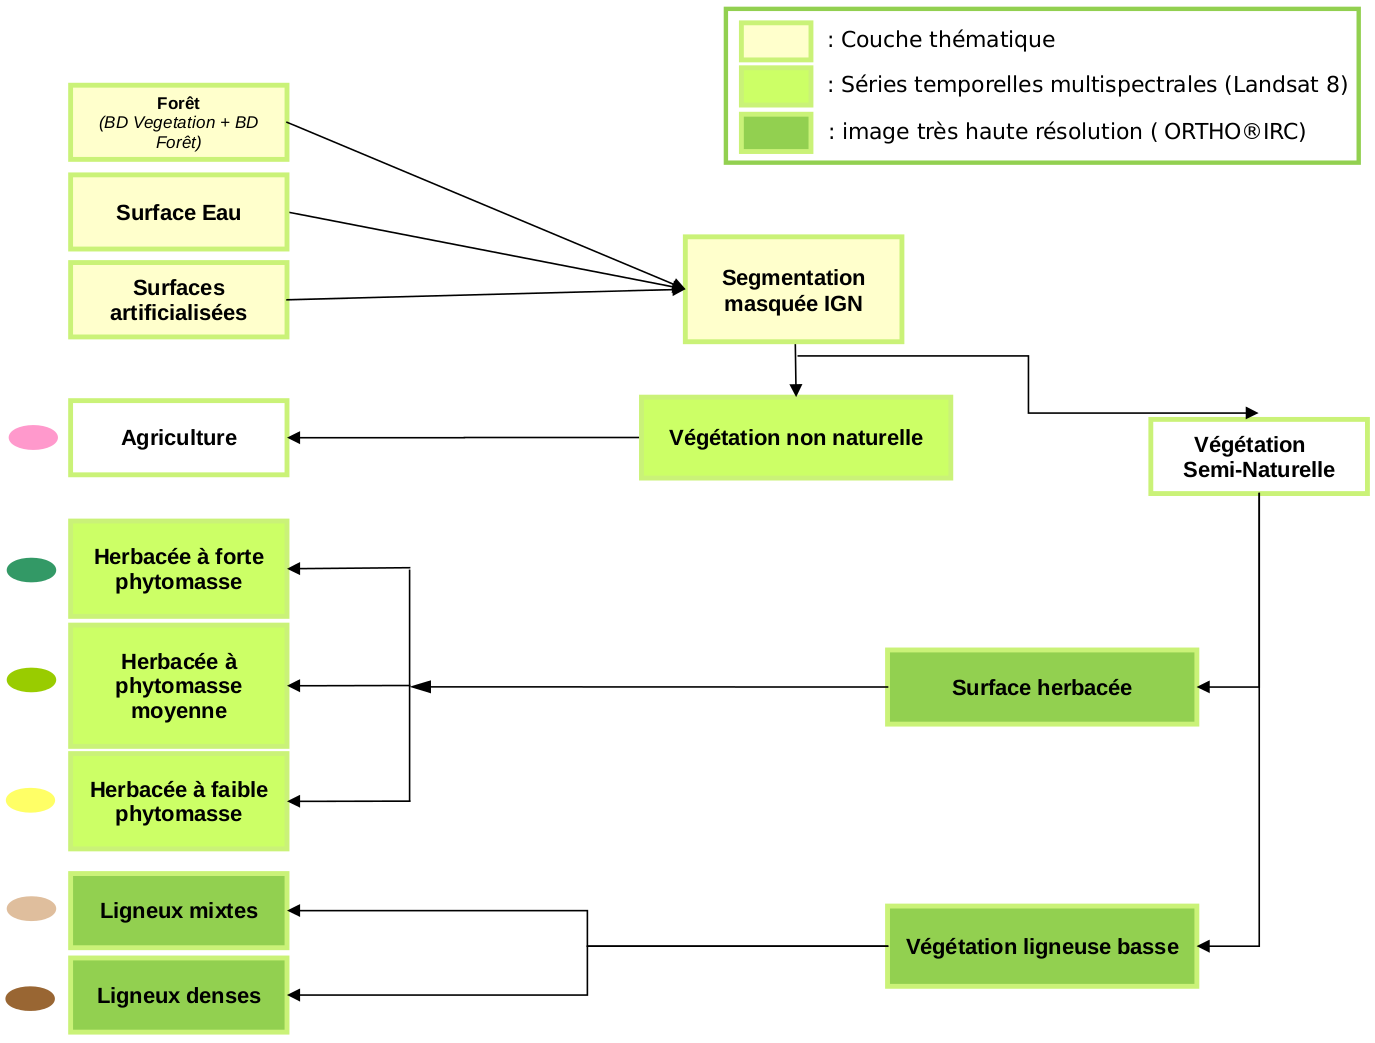 : Couche thématique
: Séries temporelles multispectrales (Landsat 8)
: image très haute résolution ( ORTHO®IRC)
Forêt
(BD Vegetation + BD
Forêt)
Surface Eau
Surfaces
artificialisées
Segmentation
masquée IGN
Agriculture
Végétation non naturelle
Végétation
Semi-Naturelle
Herbacée à forte
phytomasse
Herbacée à
phytomasse
moyenne
Surface herbacée
Herbacée à faible
phytomasse
Ligneux mixtes
Végétation ligneuse basse
Ligneux denses